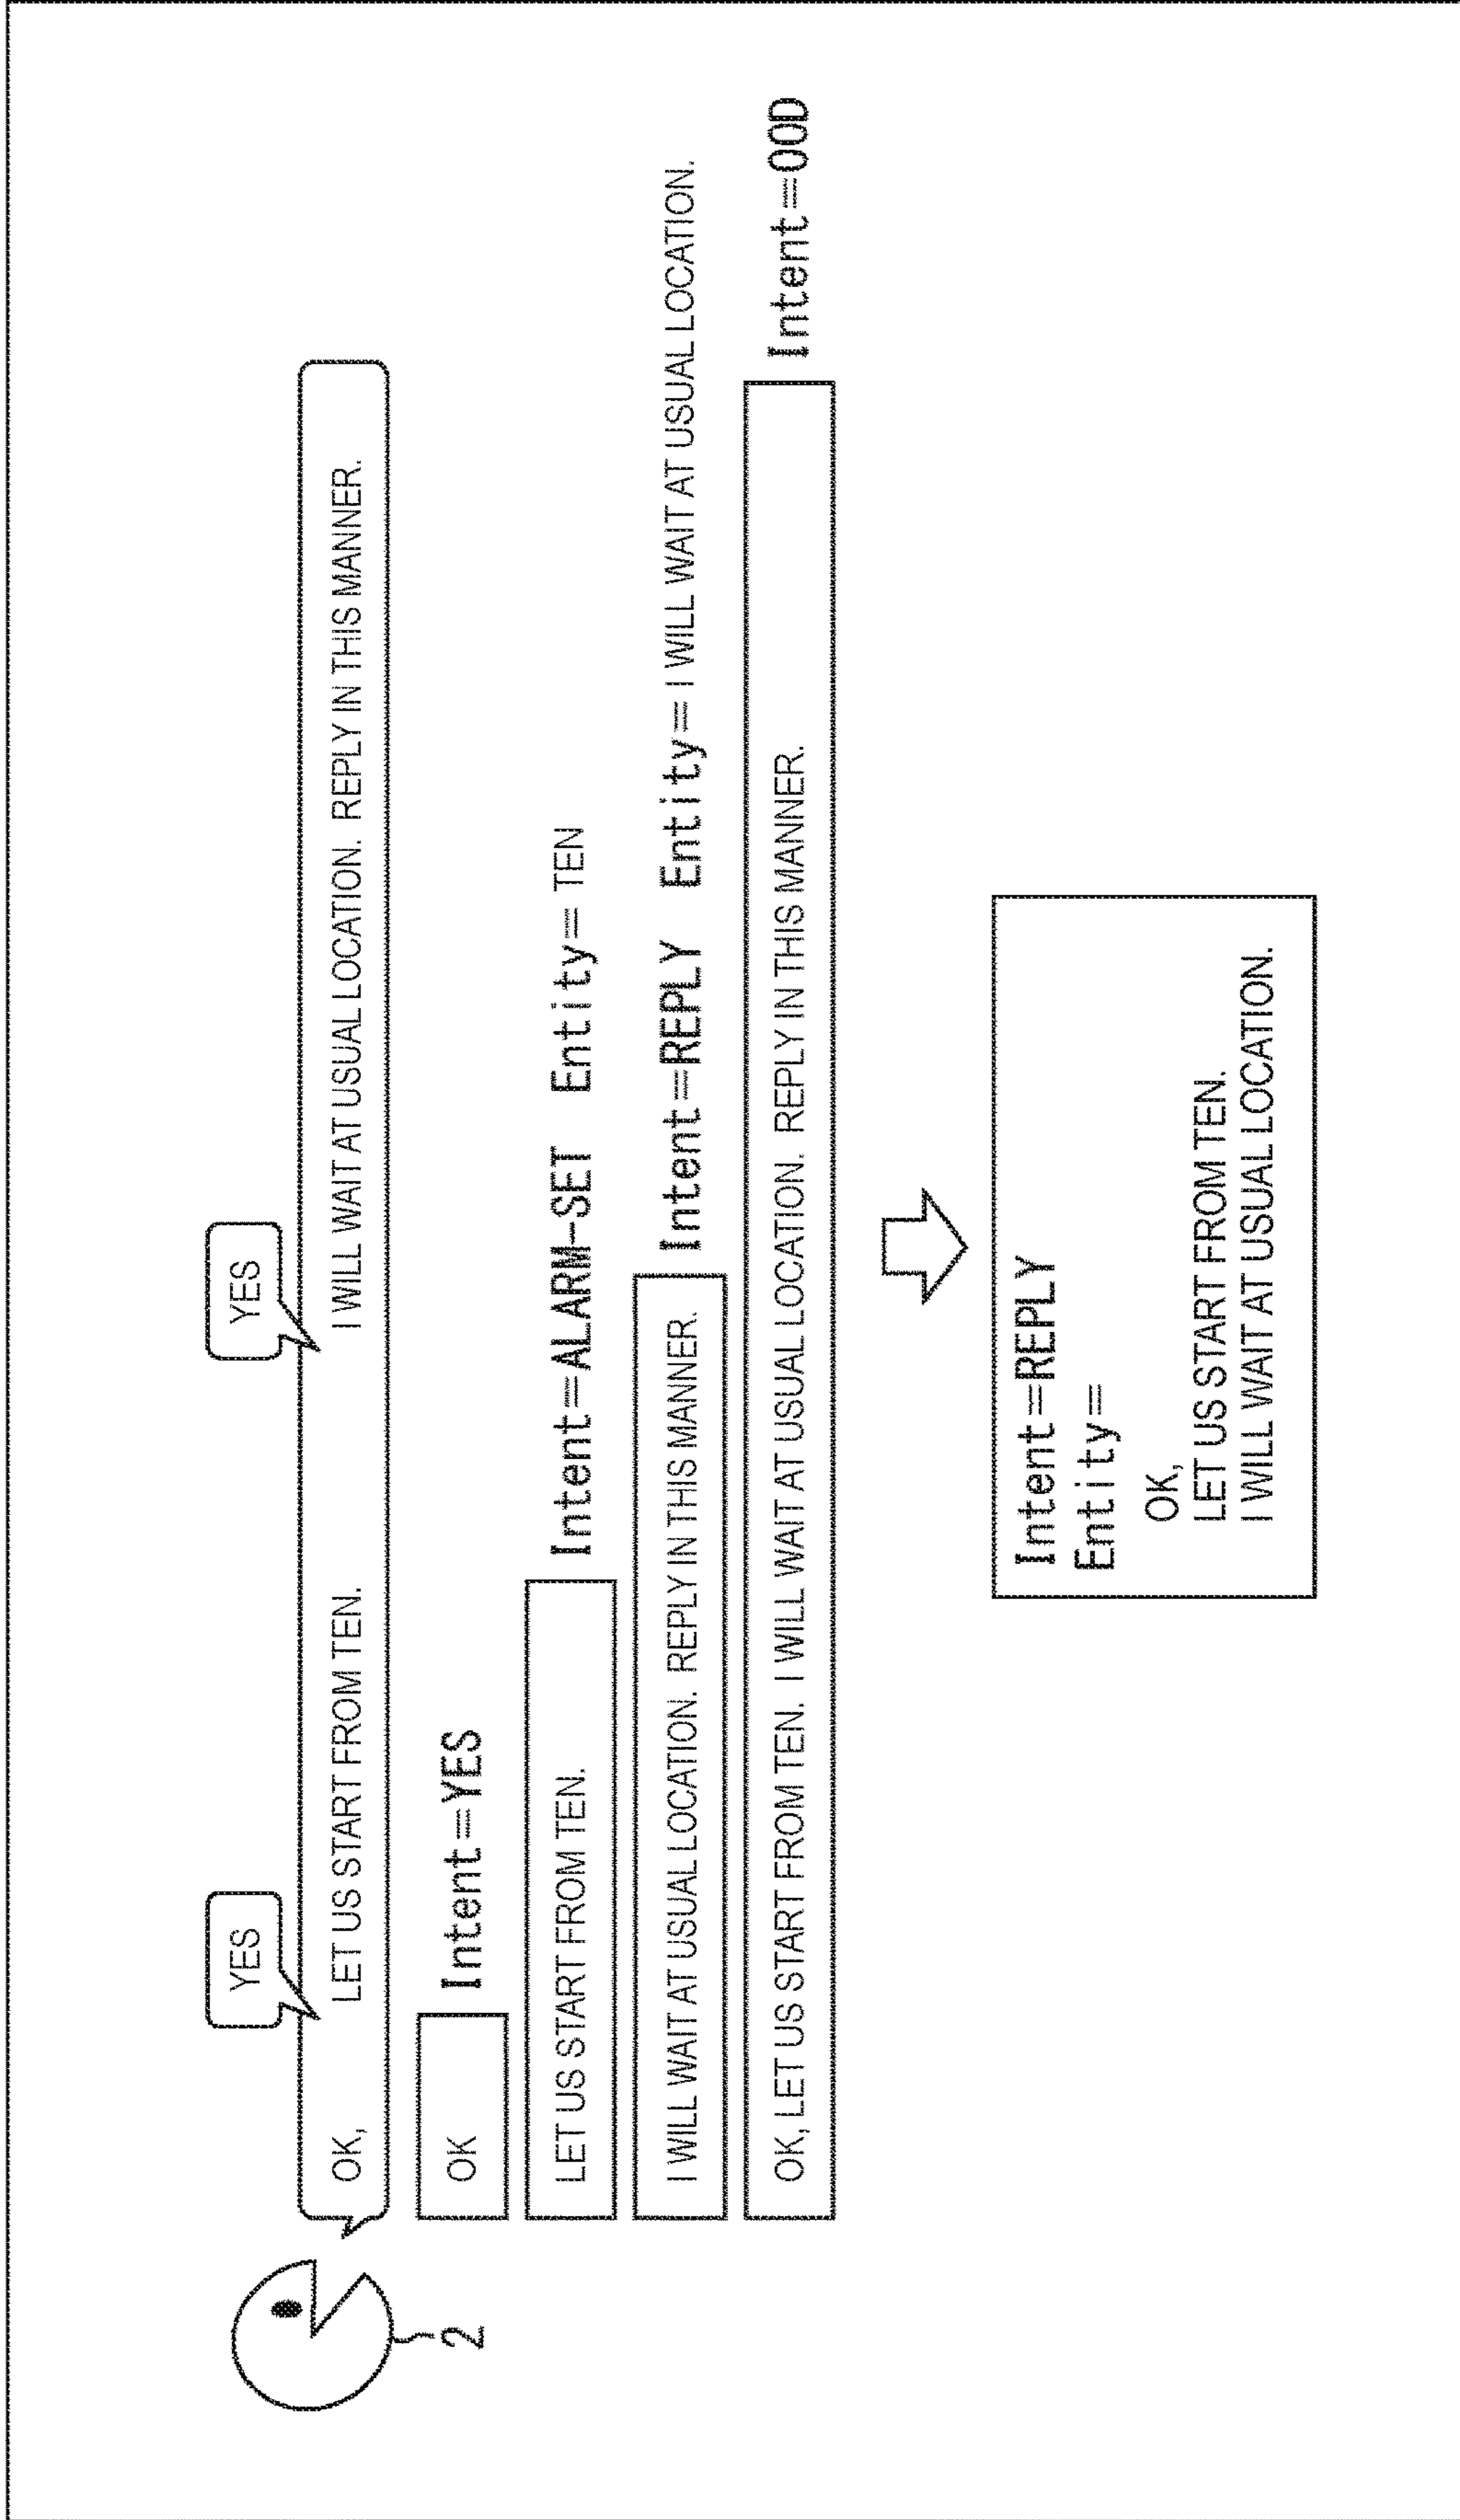 YES
YES
OK, LET US START FROM TEN. I WILL WAIT AT USUAL LOCATION. REPLY IN THIS MANNER.
2
OK Intent=YES
LET US START FROM TEN. Intent=ALARM-SET Entity= TEN
I WILL WAIT AT USUAL LOCATION. REPLY IN THIS MANNER. Intent=REPLY Entity= I WILL WAIT AT USUAL LOCATION.
OK, LET US START FROM TEN. I WILL WAIT AT USUAL LOCATION. REPLY IN THIS MANNER. Intent=OOD
Intent=REPLY
Entity=
OK,
LET US START FROM TEN.
I WILL WAIT AT USUAL LOCATION.